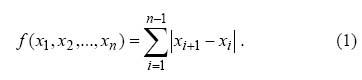 f(x₁, x₂,..., xₙ) = ∑ᵢ₌₁ⁿ⁻¹ |xᵢ₊₁ − xᵢ| . (1)